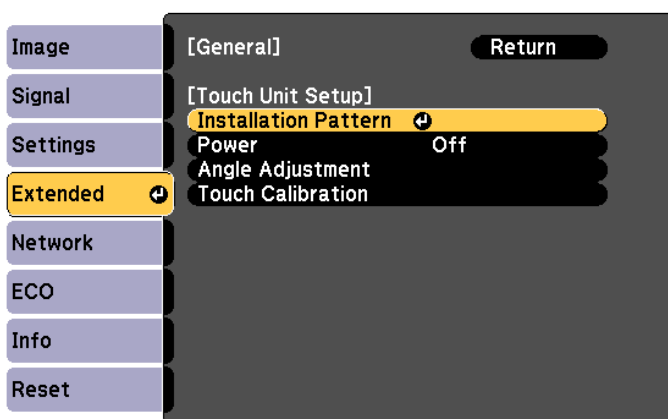 Image
Signal
Settings
Extended
Network
ECO
Info
Reset
[General] Return
[Touch Unit Setup]
Installation Pattern
Power Off
Angle Adjustment
Touch Calibration